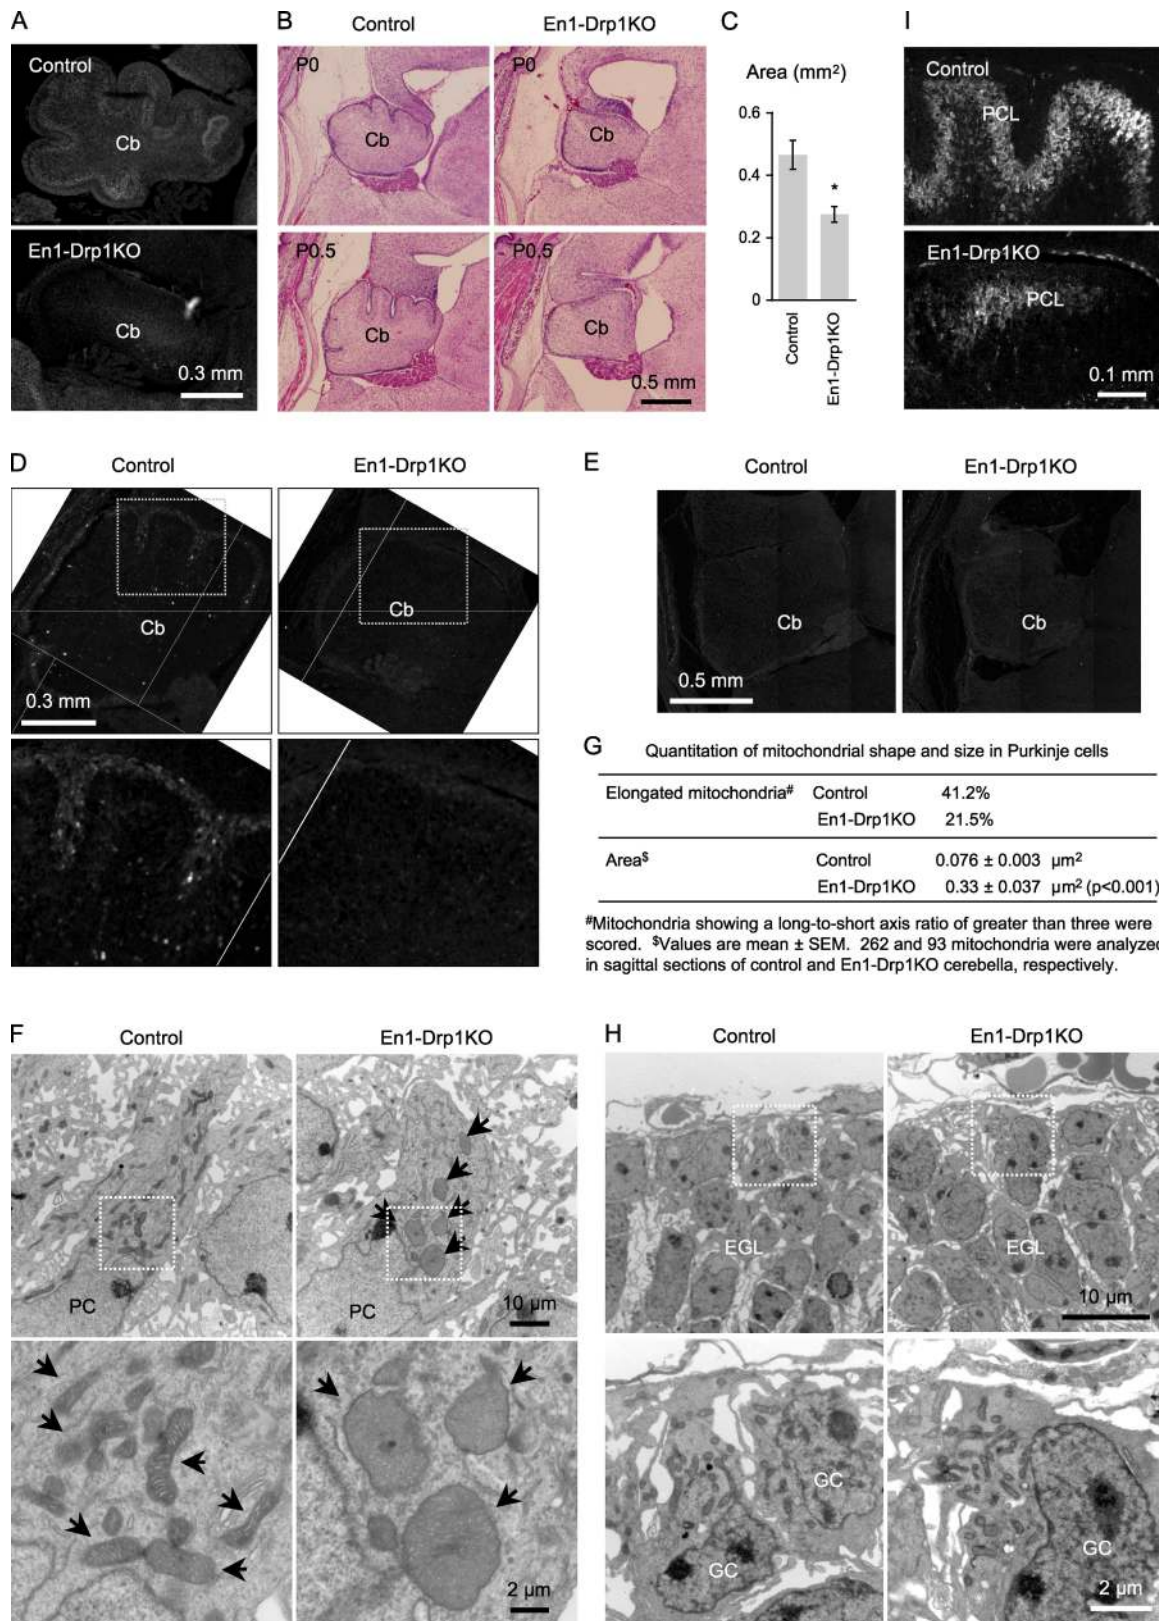 A
Control
Cb
En1-Drp1KO
Cb
0.3 mm
B
Control
En1-Drp1KO
P0
Cb
P0
Cb
P0.5
Cb
P0.5
Cb
0.5 mm
C
Area (mm²)
0.6
0.4
0.2
0
*
Control
En1-Drp1KO
I
Control
PCL
En1-Drp1KO
PCL
0.1 mm
D
Control
En1-Drp1KO
Cb
0.3 mm
Cb
E
Control
En1-Drp1KO
Cb
0.5 mm
Cb
G
Quantitation of mitochondrial shape and size in Purkinje cells
Elongated mitochondria# Control 41.2%
En1-Drp1KO 21.5%
Area$ Control 0.076 ± 0.003 µm²
En1-Drp1KO 0.33 ± 0.037 µm² (p<0.001)
#Mitochondria showing a long-to-short axis ratio of greater than three were
scored. $Values are mean ± SEM. 262 and 93 mitochondria were analyzed
in sagittal sections of control and En1-Drp1KO cerebella, respectively.
F
Control
En1-Drp1KO
PC
PC
10 µm
2 µm
H
Control
En1-Drp1KO
EGL
EGL
10 µm
GC
GC
GC
2 µm